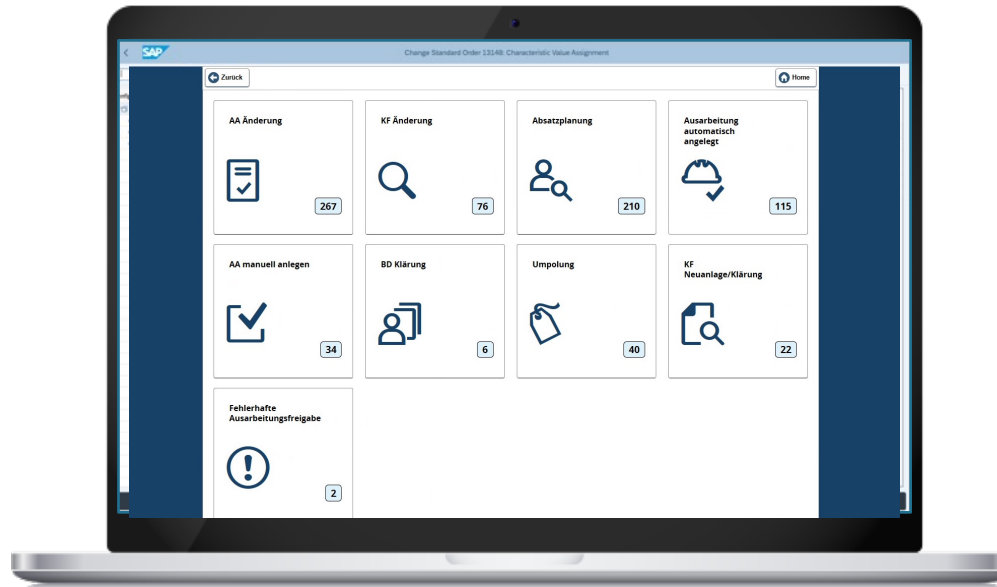 SAP
Change Standard Order 13148: Characteristic Value Assignment
Zurück
Home
AA Änderung
267
KF Änderung
76
Absatzplanung
210
Ausarbeitung
automatisch
angelegt
115
AA manuell anlegen
34
BD Klärung
6
Umpolung
40
KF
Neuanlage/Klärung
22
Fehlerhafte
Ausarbeitungsfreigabe
2